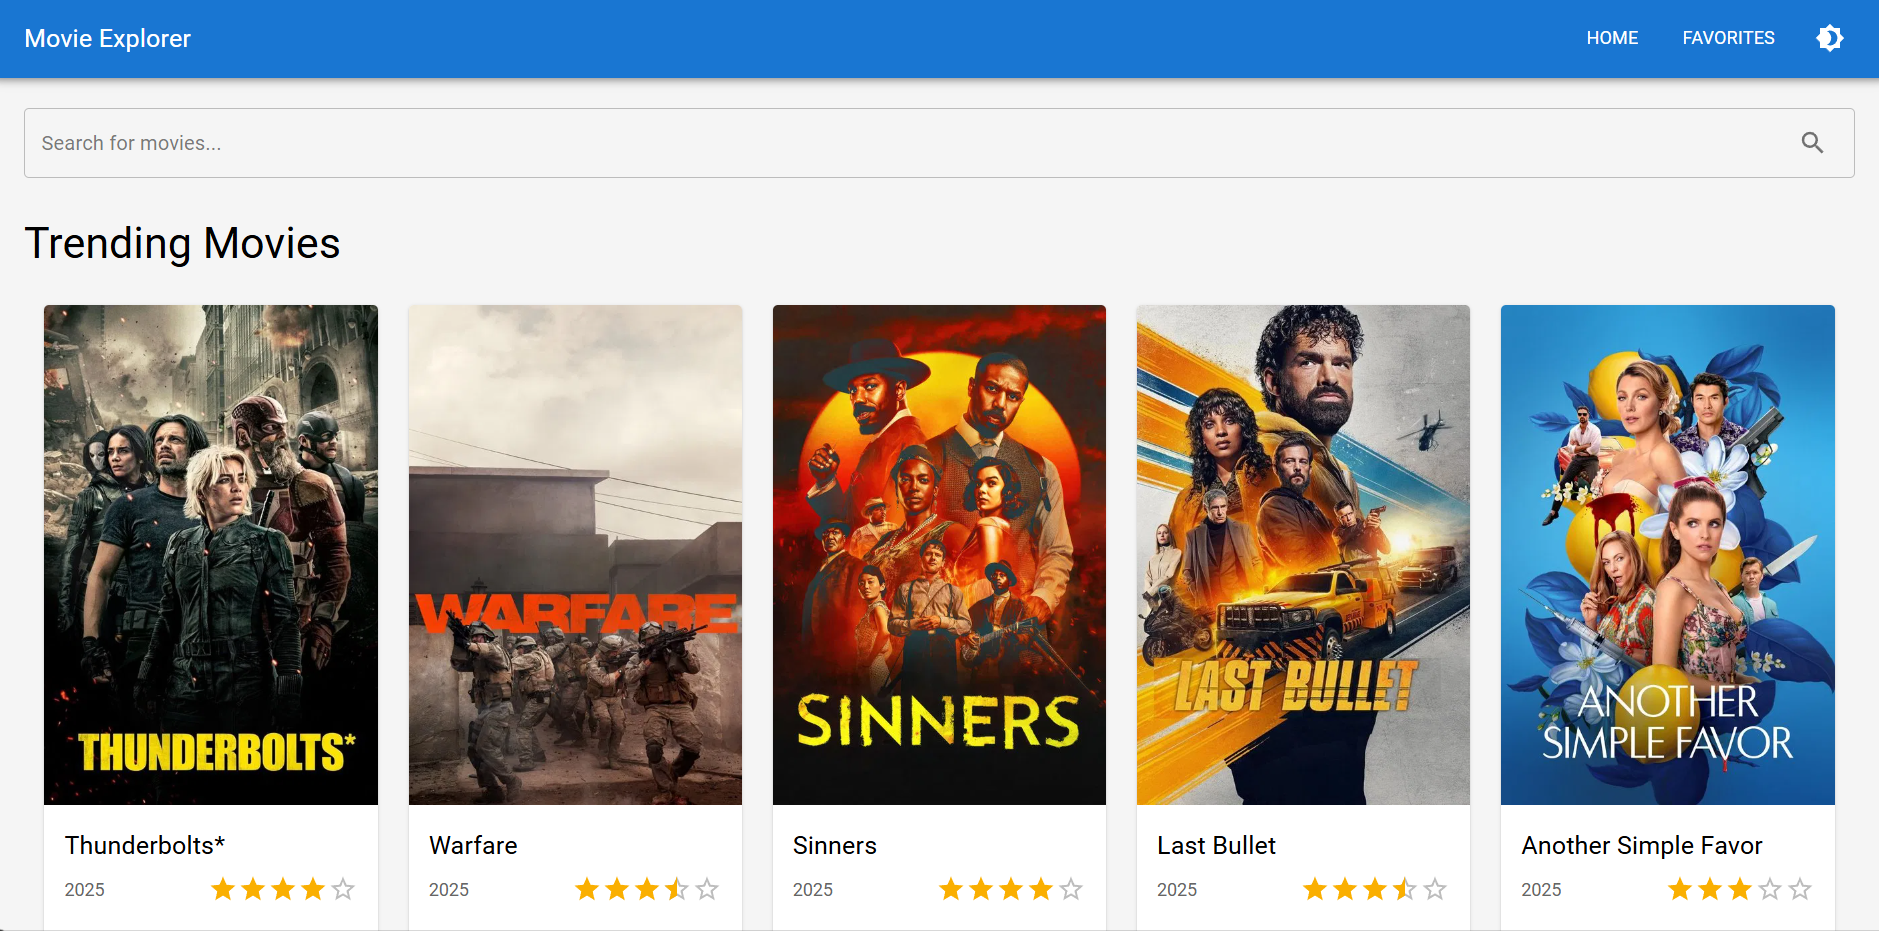 Movie Explorer
HOME
FAVORITES
Search for movies...
Trending Movies
THUNDERBOLTS*
WARFARE
SINNERS
LAST BULLET
ANOTHER
SIMPLE FAVOR
Thunderbolts*
2025
Warfare
2025
Sinners
2025
Last Bullet
2025
Another Simple Favor
2025